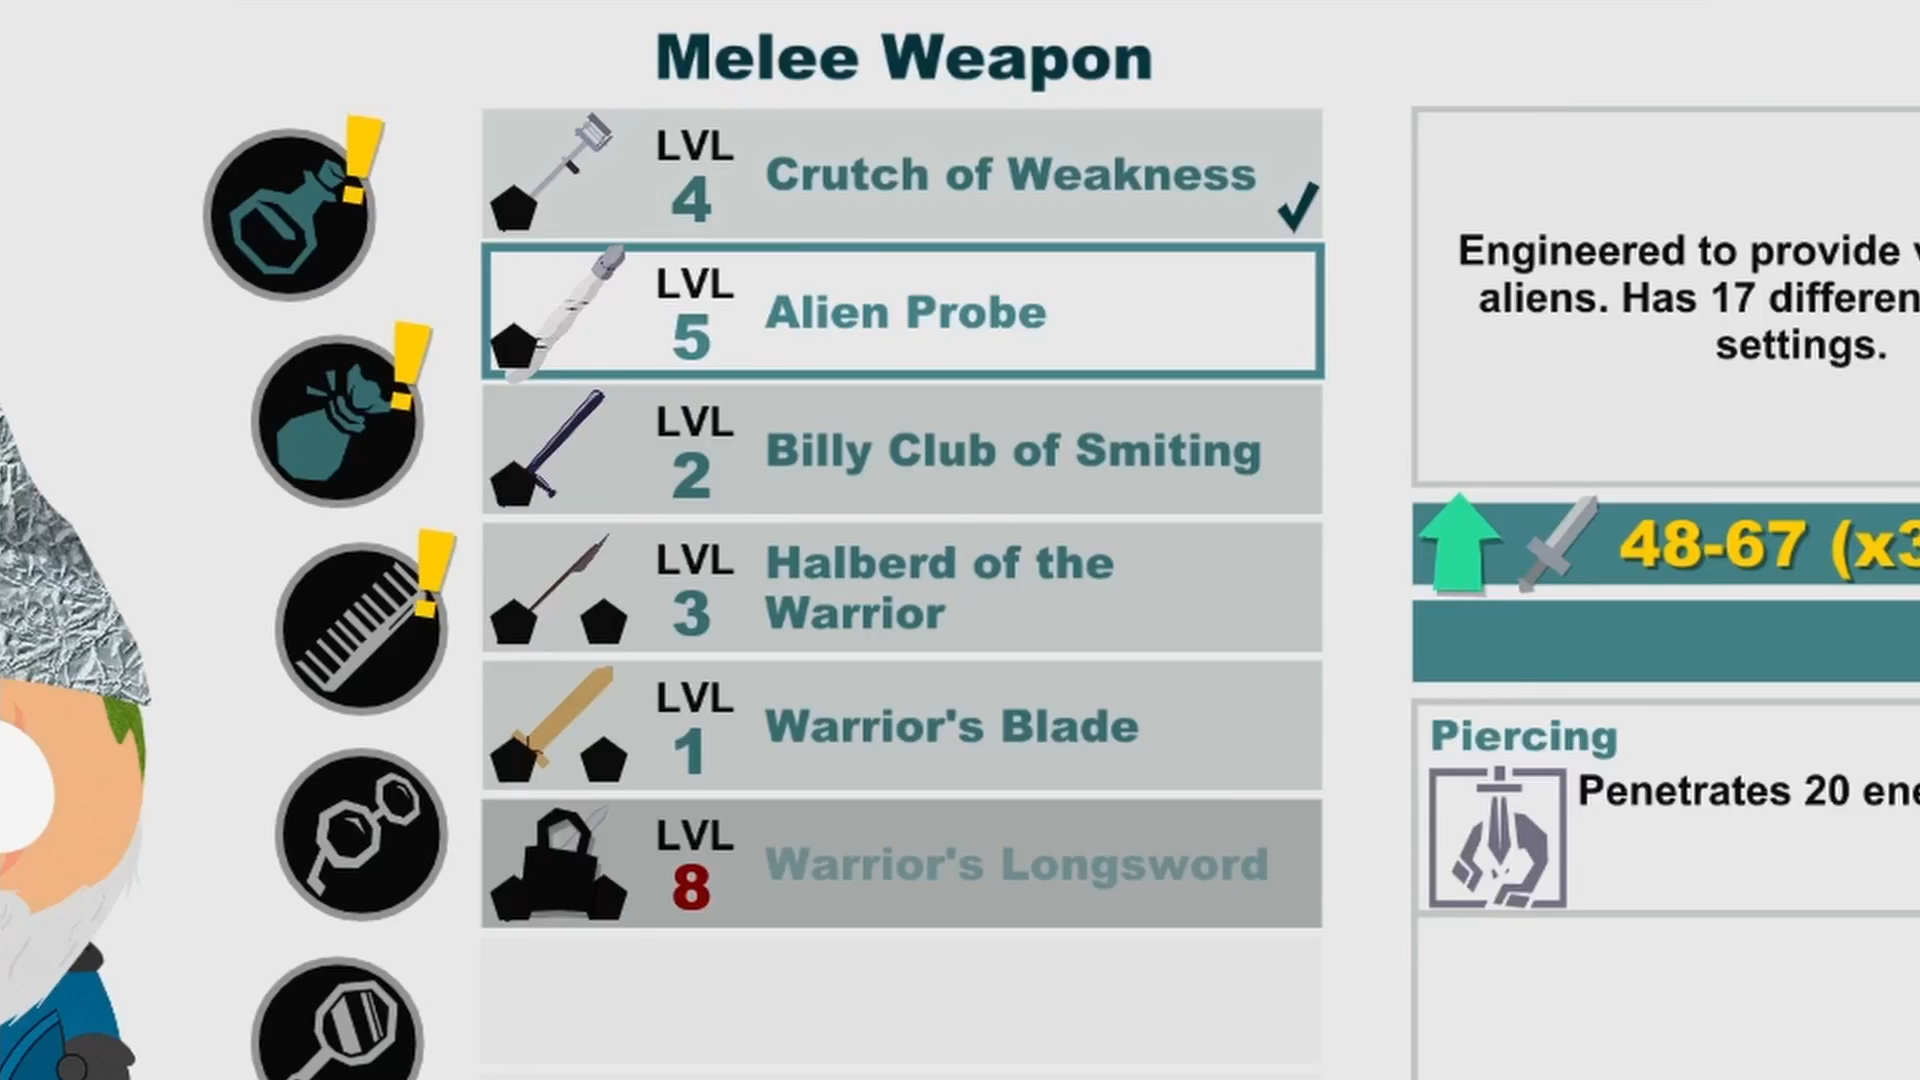 Melee Weapon
LVL
4
Crutch of Weakness
LVL
5
Alien Probe
LVL
2
Billy Club of Smiting
LVL
3
Halberd of the
Warrior
LVL
1
Warrior's Blade
LVL
8
Warrior's Longsword
Engineered to provide
aliens. Has 17
settings.
48-67 (x3
Piercing
Penetrates 20